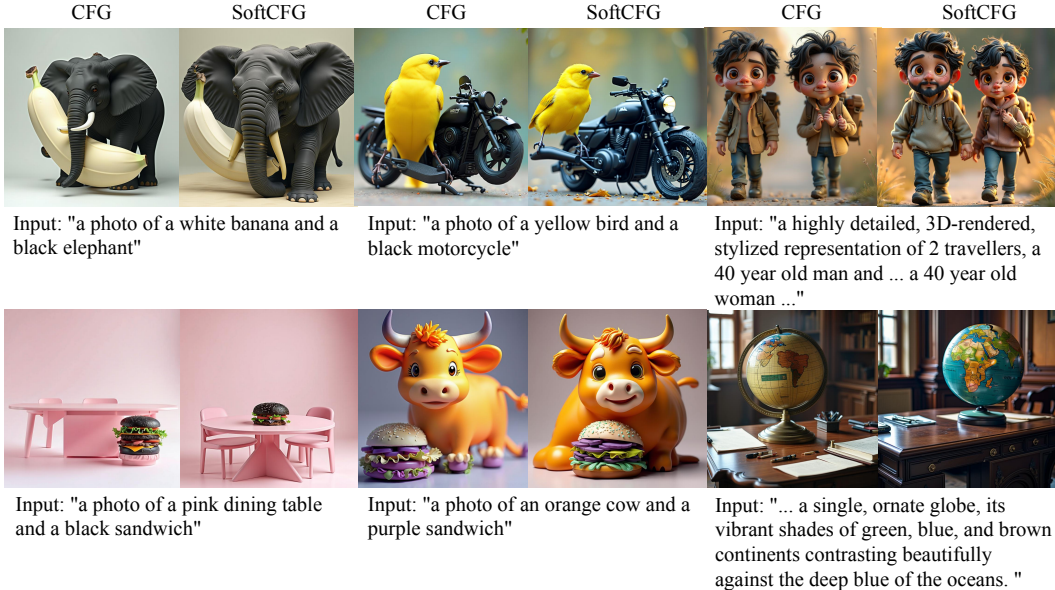 CFG
SoftCFG
CFG
SoftCFG
CFG
SoftCFG
Input: "a photo of a white banana and a
black elephant"
Input: "a photo of a yellow bird and a
black motorcycle"
Input: "a highly detailed, 3D-rendered,
stylized representation of 2 travellers, a
40 year old man and ... a 40 year old
woman ..."
Input: "a photo of a pink dining table
and a black sandwich"
Input: "a photo of an orange cow and a
purple sandwich"
Input: "... a single, ornate globe, its
vibrant shades of green, blue, and brown
continents contrasting beautifully
against the deep blue of the oceans. "